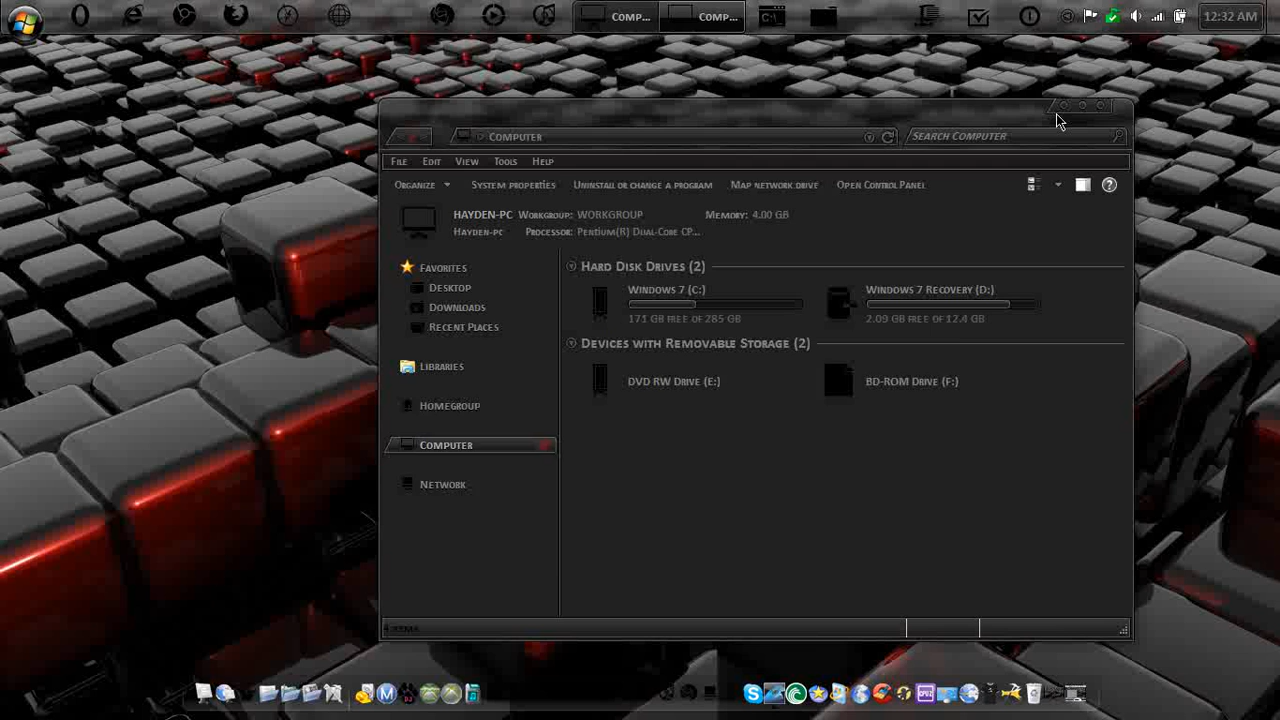 COMP... COMP... C:\ 12:32 AM
COMPUTER SEARCH COMPUTER
FILE EDIT VIEW TOOLS HELP
ORGANIZE SYSTEM PROPERTIES UNINSTALL OR CHANGE A PROGRAM MAP NETWORK DRIVE OPEN CONTROL PANEL
HAYDEN-PC WORKGROUP: WORKGROUP MEMORY: 4.00 GB
HAYDEN-PC PROCESSOR: PENTIUM(R) DUAL-CORE CP...
FAVORITES
DESKTOP
DOWNLOADS
RECENT PLACES
LIBRARIES
HOMEGROUP
COMPUTER
NETWORK
HARD DISK DRIVES (2)
WINDOWS 7 (C:)
171 GB FREE OF 285 GB
WINDOWS 7 RECOVERY (D:)
2.09 GB FREE OF 12.4 GB
DEVICES WITH REMOVABLE STORAGE (2)
DVD RW DRIVE (E:)
BD-ROM DRIVE (F:)